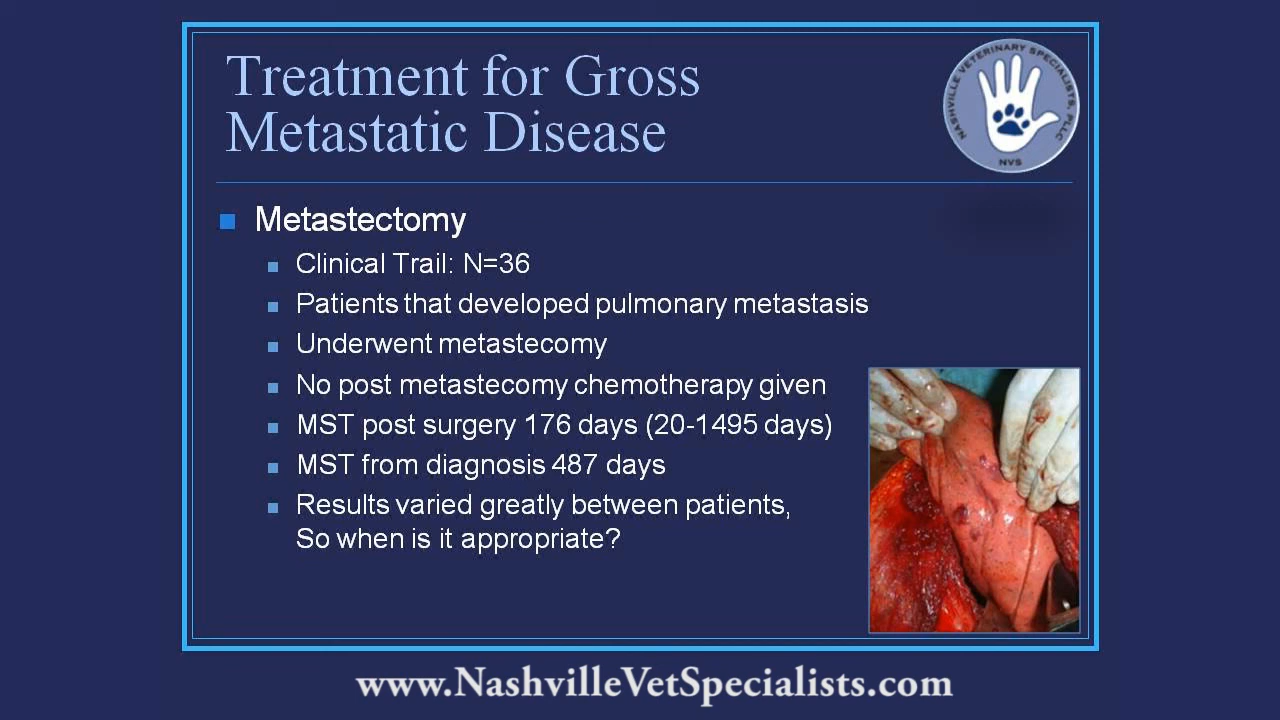 Treatment for Gross
Metastatic Disease
NASHVILLE VETERINARY SPECIALISTS, PLLC
NVS
Metastectomy
Clinical Trail: N=36
Patients that developed pulmonary metastasis
Underwent metastecomy
No post metastecomy chemotherapy given
MST post surgery 176 days (20-1495 days)
MST from diagnosis 487 days
Results varied greatly between patients,
So when is it appropriate?
www.NashvilleVetSpecialists.com